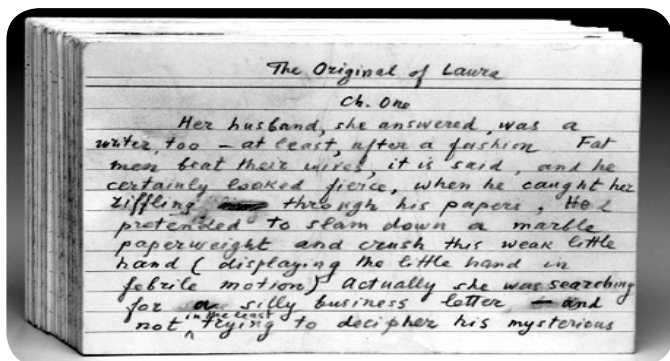 The Original of Laura
Ch. One
Her husband, she answered, was a
writer, too – at least, after a fashion. Fat
men beat their wives, it is said, and he
certainly looked fierce, when he caught her
riffling through his papers. He
pretended to slam down a marble
paperweight and crush this weak little
hand (displaying the little hand in
febrile motion) Actually she was searching
for a silly business letter – and
not in the least trying to decipher his mysterious